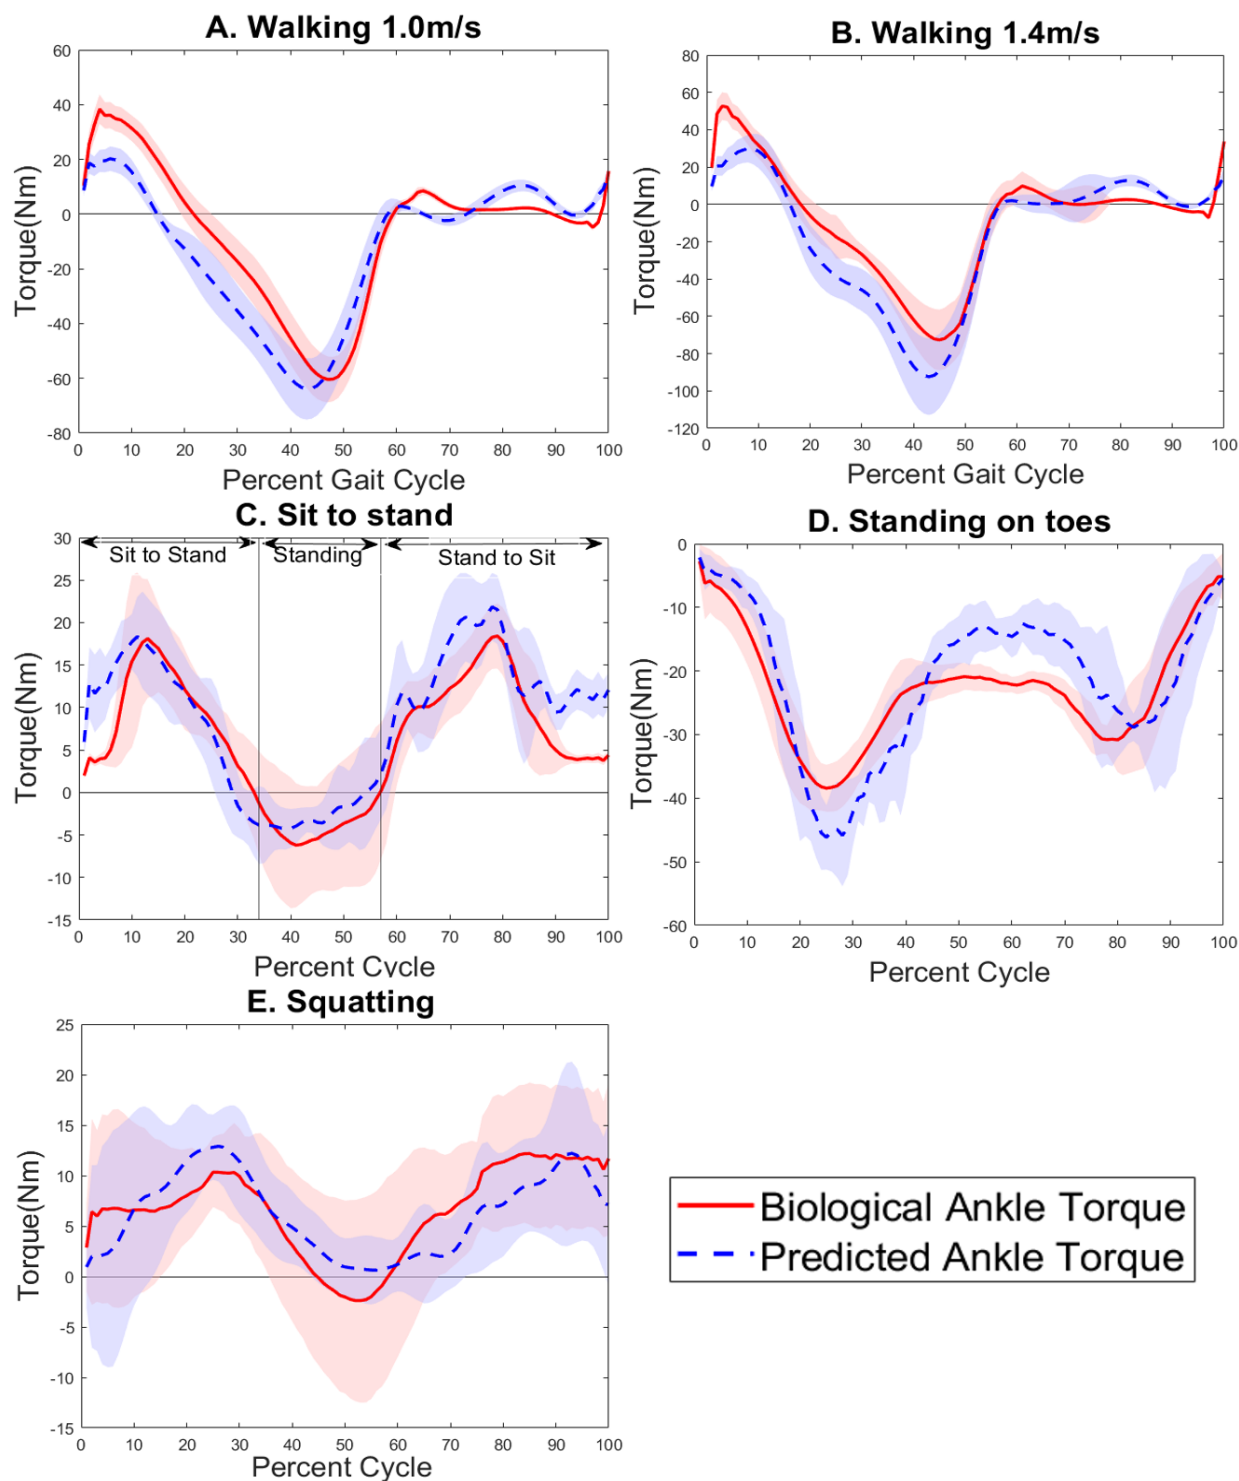 A. Walking 1.0m/s
60
40
20
0
-20
-40
-60
-80
Torque(Nm)
0 10 20 30 40 50 60 70 80 90 100
Percent Gait Cycle
B. Walking 1.4m/s
80
60
40
20
0
-20
-40
-60
-80
-100
-120
Torque(Nm)
0 10 20 30 40 50 60 70 80 90 100
Percent Gait Cycle
C. Sit to stand
Sit to Stand
Standing
Stand to Sit
30
25
20
15
10
5
0
-5
-10
-15
Torque(Nm)
0 10 20 30 40 50 60 70 80 90 100
Percent Cycle
D. Standing on toes
0
-10
-20
-30
-40
-50
-60
Torque(Nm)
0 10 20 30 40 50 60 70 80 90 100
Percent Cycle
E. Squatting
25
20
15
10
5
0
-5
-10
-15
Torque(Nm)
0 10 20 30 40 50 60 70 80 90 100
Percent Cycle
Biological Ankle Torque
Predicted Ankle Torque